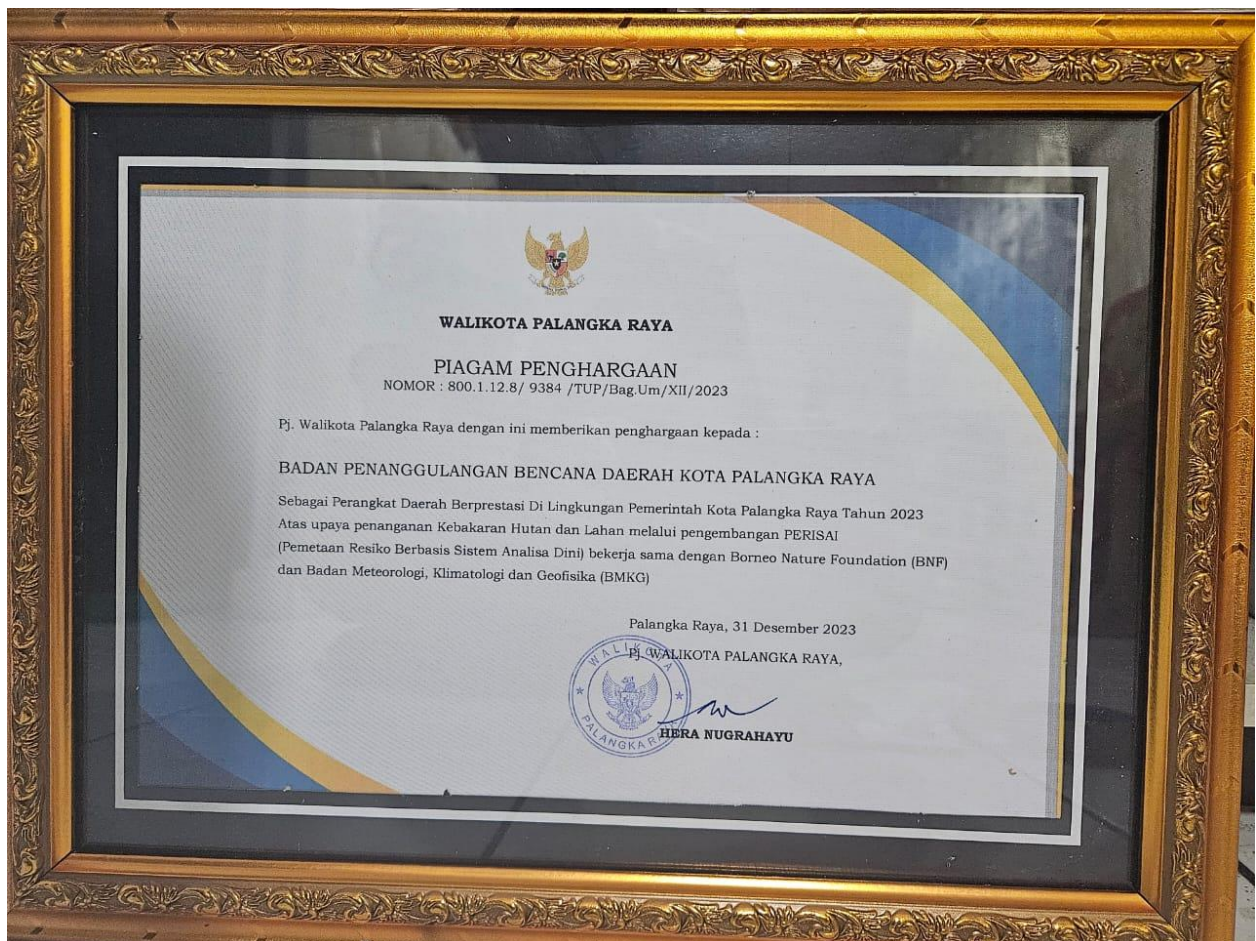 WALIKOTA PALANGKA RAYA
PIAGAM PENGHARGAAN
NOMOR : 800.1.12.8/ 9384 /TUP/Bag.Um/XII/2023
Pj. Walikota Palangka Raya dengan ini memberikan penghargaan kepada :
BADAN PENANGGULANGAN BENCANA DAERAH KOTA PALANGKA RAYA
Sebagai Perangkat Daerah Berprestasi Di Lingkungan Pemerintah Kota Palangka Raya Tahun 2023
Atas upaya penanganan Kebakaran Hutan dan Lahan melalui pengembangan PERISAI
(Pemetaan Resiko Berbasis Sistem Analisa Dini) bekerja sama dengan Borneo Nature Foundation (BNF)
dan Badan Meteorologi, Klimatologi dan Geofisika (BMKG)
Palangka Raya, 31 Desember 2023
Pj. WALIKOTA PALANGKA RAYA,
WALIKOTA
PALANGKA RAYA
HERA NUGRAHAYU